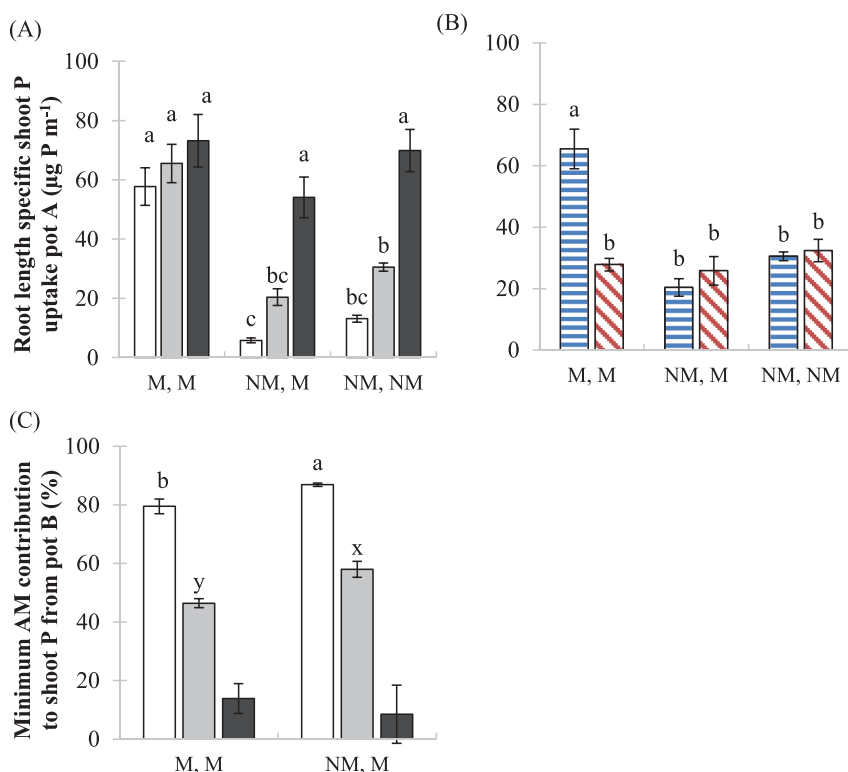 (A)
Root length specific shoot P
uptake pot A (µg P m⁻¹)
100
80
60
40
20
0
a
a
a
c
bc
a
bc
b
a
M, M
NM, M
NM, NM
(B)
100
80
60
40
20
0
a
b
b
b
b
b
M, M
NM, M
NM, NM
(C)
Minimum AM contribution
to shoot P from pot B (%)
100
80
60
40
20
0
b
y
a
x
M, M
NM, M